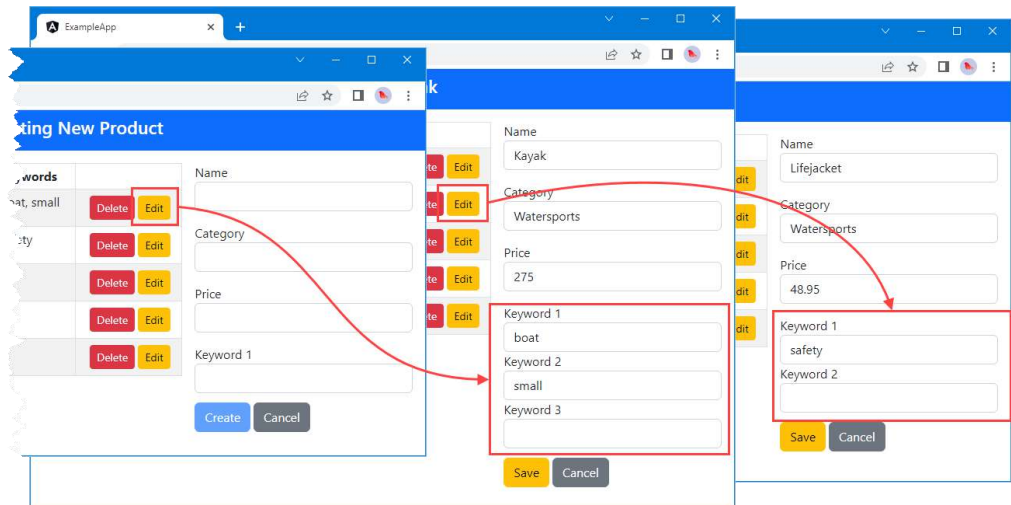 ExampleApp
ting New Product
words
at, small
Delete Edit
ety
Delete Edit
Delete Edit
Delete Edit
Delete Edit
Name
Category
Price
Keyword 1
Create Cancel
k
te Edit
te Edit
te Edit
te Edit
te Edit
Name
Kayak
Category
Watersports
Price
275
Keyword 1
boat
Keyword 2
small
Keyword 3
Save Cancel
dit
dit
dit
dit
dit
Name
Lifejacket
Category
Watersports
Price
48.95
Keyword 1
safety
Keyword 2
Save Cancel